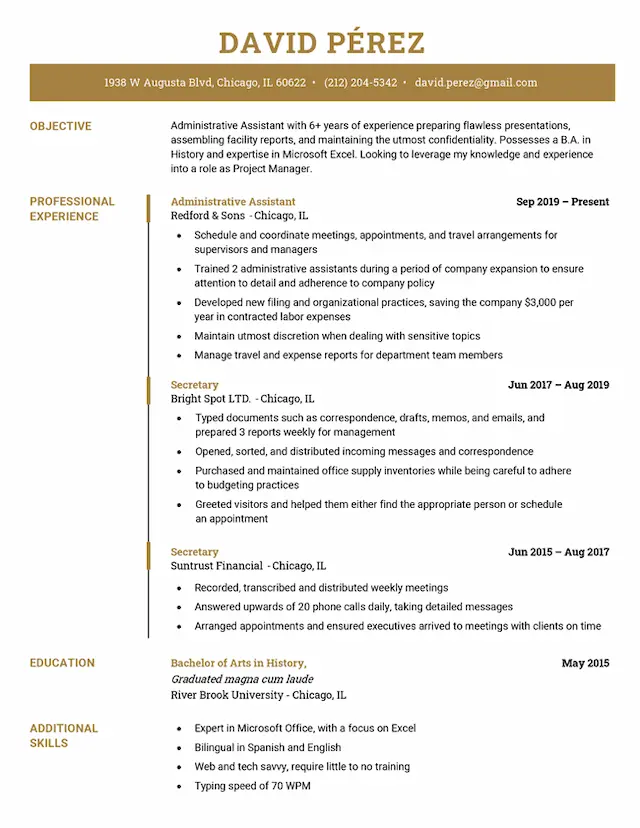 DAVID PÉREZ
1938 W Augusta Blvd, Chicago, IL 60622 • (212) 204-5342 • david.perez@gmail.com
OBJECTIVE
Administrative Assistant with 6+ years of experience preparing flawless presentations,
assembling facility reports, and maintaining the utmost confidentiality. Possesses a B.A. in
History and expertise in Microsoft Excel. Looking to leverage my knowledge and experience
into a role as Project Manager.
PROFESSIONAL
EXPERIENCE
Administrative Assistant Sep 2019 – Present
Redford & Sons - Chicago, IL
• Schedule and coordinate meetings, appointments, and travel arrangements for
supervisors and managers
• Trained 2 administrative assistants during a period of company expansion to ensure
attention to detail and adherence to company policy
• Developed new filing and organizational practices, saving the company $3,000 per
year in contracted labor expenses
• Maintain utmost discretion when dealing with sensitive topics
• Manage travel and expense reports for department team members
Secretary Jun 2017 – Aug 2019
Bright Spot LTD. - Chicago, IL
• Typed documents such as correspondence, drafts, memos, and emails, and
prepared 3 reports weekly for management
• Opened, sorted, and distributed incoming messages and correspondence
• Purchased and maintained office supply inventories while being careful to adhere
to budgeting practices
• Greeted visitors and helped them either find the appropriate person or schedule
an appointment
Secretary Jun 2015 – Aug 2017
Suntrust Financial - Chicago, IL
• Recorded, transcribed and distributed weekly meetings
• Answered upwards of 20 phone calls daily, taking detailed messages
• Arranged appointments and ensured executives arrived to meetings with clients on time
EDUCATION
Bachelor of Arts in History, May 2015
Graduated magna cum laude
River Brook University - Chicago, IL
ADDITIONAL
SKILLS
• Expert in Microsoft Office, with a focus on Excel
• Bilingual in Spanish and English
• Web and tech savvy, require little to no training
• Typing speed of 70 WPM